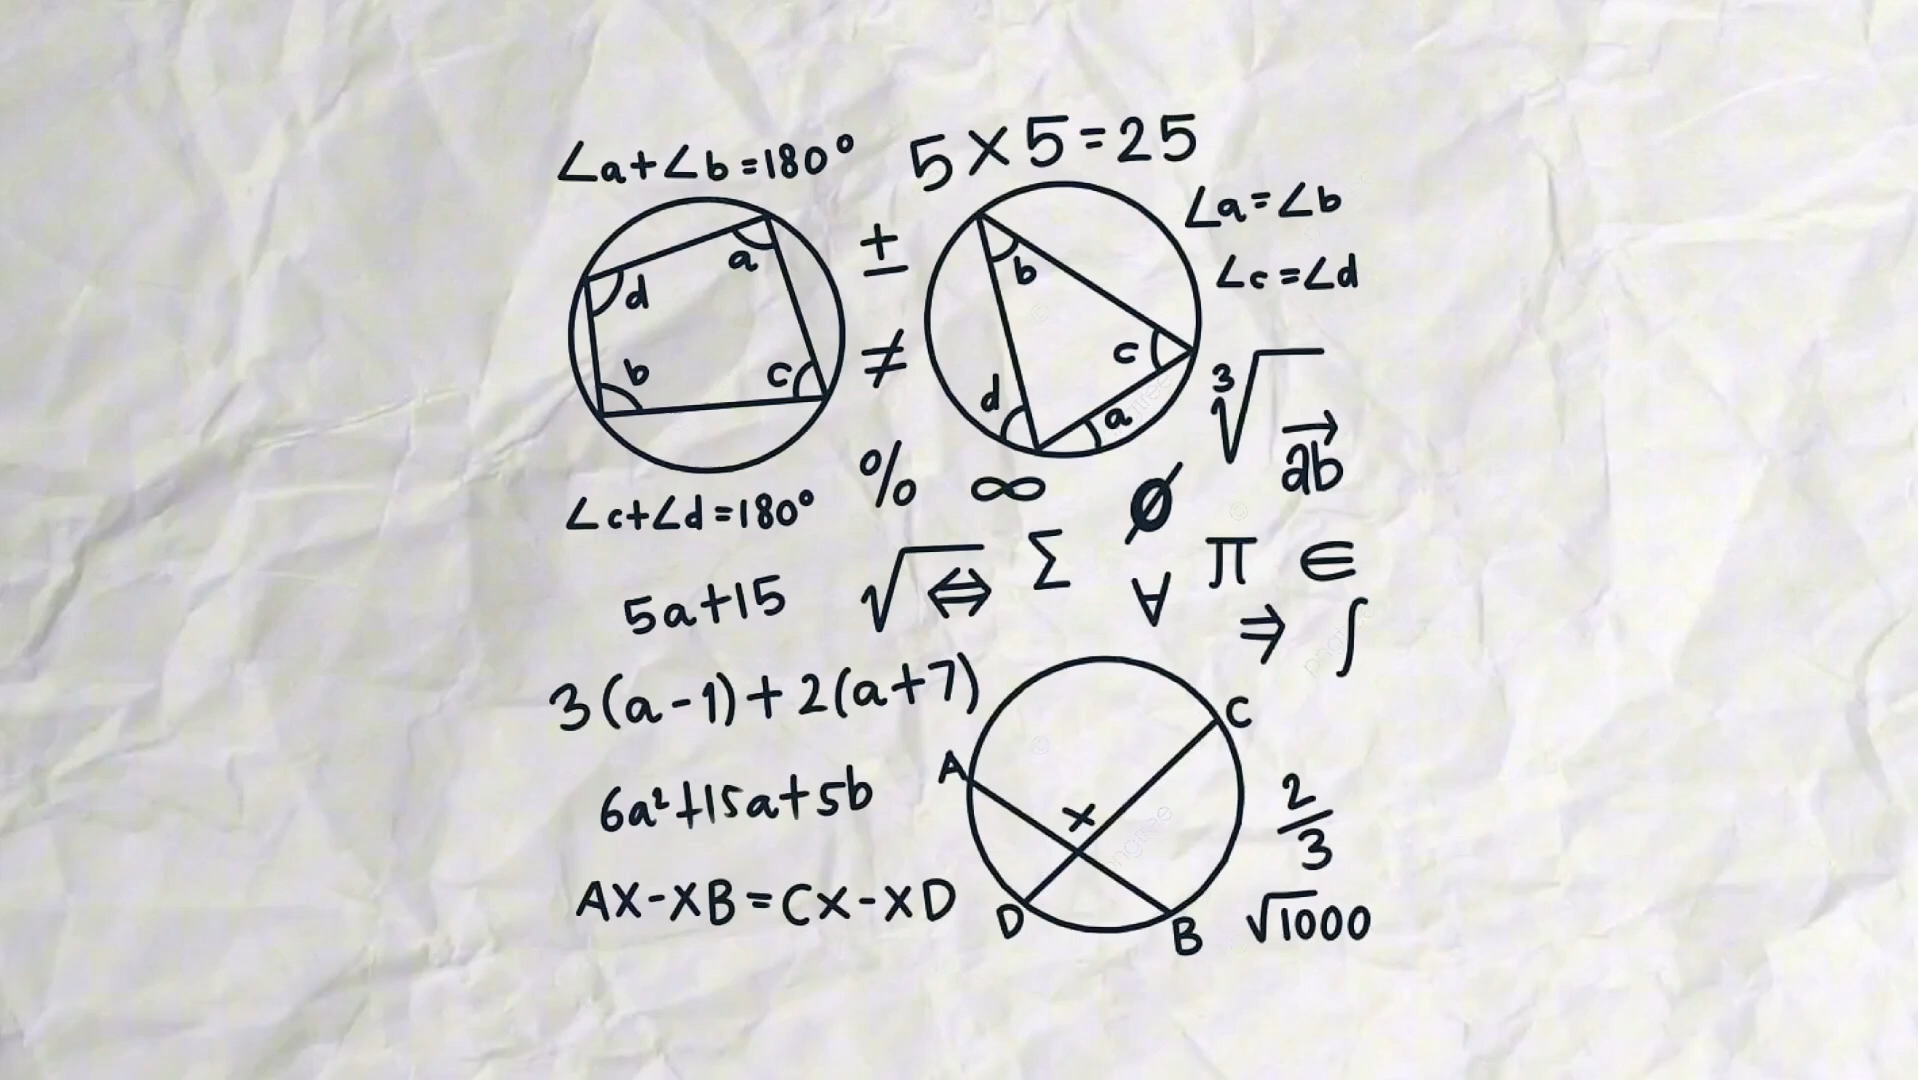 ∠a+∠b=180°
5×5=25
∠a=∠b
∠c=∠d
a
d
b
c
±
≠
b
c
d
a
∛
ab
∠c+∠d=180°
%
∞
Ø
√
⇔
Σ
∀
π
∈
⇒
∫
5a+15
3(a-1)+2(a+7)
6a²+15a+5b
AX-XB=CX-XD
A
C
X
D
B
2/3
√1000